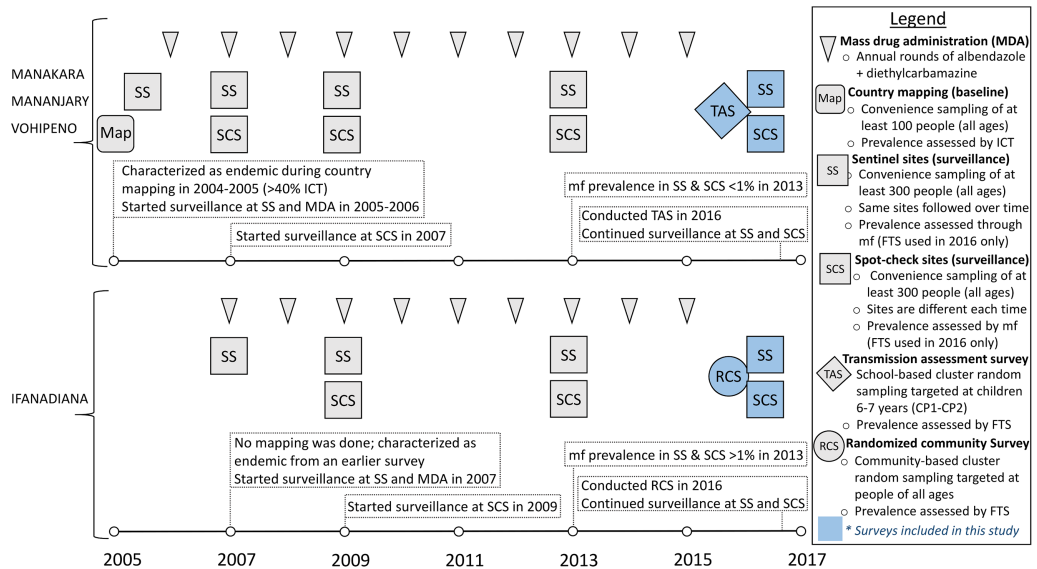 MANAKARA
MANANJARY
VOHIPENO
SS
SS
SS
SS
TAS
SS
Map
SCS
SCS
SCS
SCS
Characterized as endemic during country
mapping in 2004-2005 (>40% ICT)
Started surveillance at SS and MDA in 2005-2006
Started surveillance at SCS in 2007
mf prevalence in SS & SCS <1% in 2013
Conducted TAS in 2016
Continued surveillance at SS and SCS
IFANADIANA
SS
SS
SS
RCS
SS
SCS
SCS
SCS
No mapping was done; characterized as
endemic from an earlier survey
Started surveillance at SS and MDA in 2007
Started surveillance at SCS in 2009
mf prevalence in SS & SCS >1% in 2013
Conducted RCS in 2016
Continued surveillance at SS and SCS
2005 2007 2009 2011 2013 2015 2017
Legend
Mass drug administration (MDA)
o Annual rounds of albendazole
+ diethylcarbamazine
Map
Country mapping (baseline)
o Convenience sampling of at
least 100 people (all ages)
o Prevalence assessed by ICT
Sentinel sites (surveillance)
SS
o Convenience sampling of at
least 300 people (all ages)
o Same sites followed over time
o Prevalence assessed through
mf (FTS used in 2016 only)
Spot-check sites (surveillance)
SCS
o Convenience sampling of at
least 300 people (all ages)
o Sites are different each time
o Prevalence assessed by mf
(FTS used in 2016 only)
Transmission assessment survey
TAS
o School-based cluster random
sampling targeted at children
6-7 years (CP1-CP2)
o Prevalence assessed by FTS
RCS
Randomized community Survey
o Community-based cluster
random sampling targeted at
people of all ages
o Prevalence assessed by FTS
* Surveys included in this study